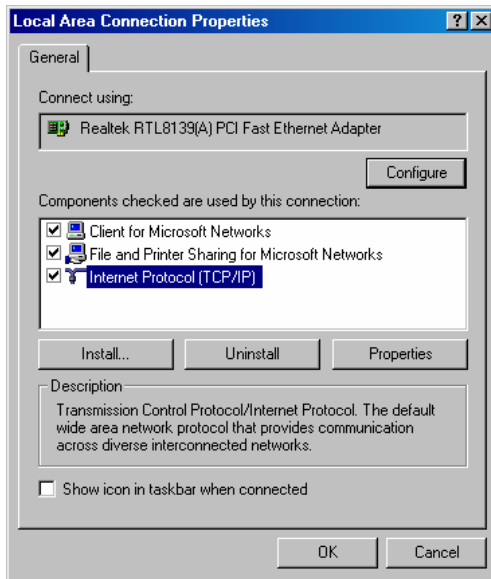 Local Area Connection Properties
General
Connect using:
Realtek RTL8139(A) PCI Fast Ethernet Adapter
Configure
Components checked are used by this connection:
Client for Microsoft Networks
File and Printer Sharing for Microsoft Networks
Internet Protocol (TCP/IP)
Install...
Uninstall
Properties
Description
Transmission Control Protocol/Internet Protocol. The default
wide area network protocol that provides communication
across diverse interconnected networks.
Show icon in taskbar when connected
OK
Cancel